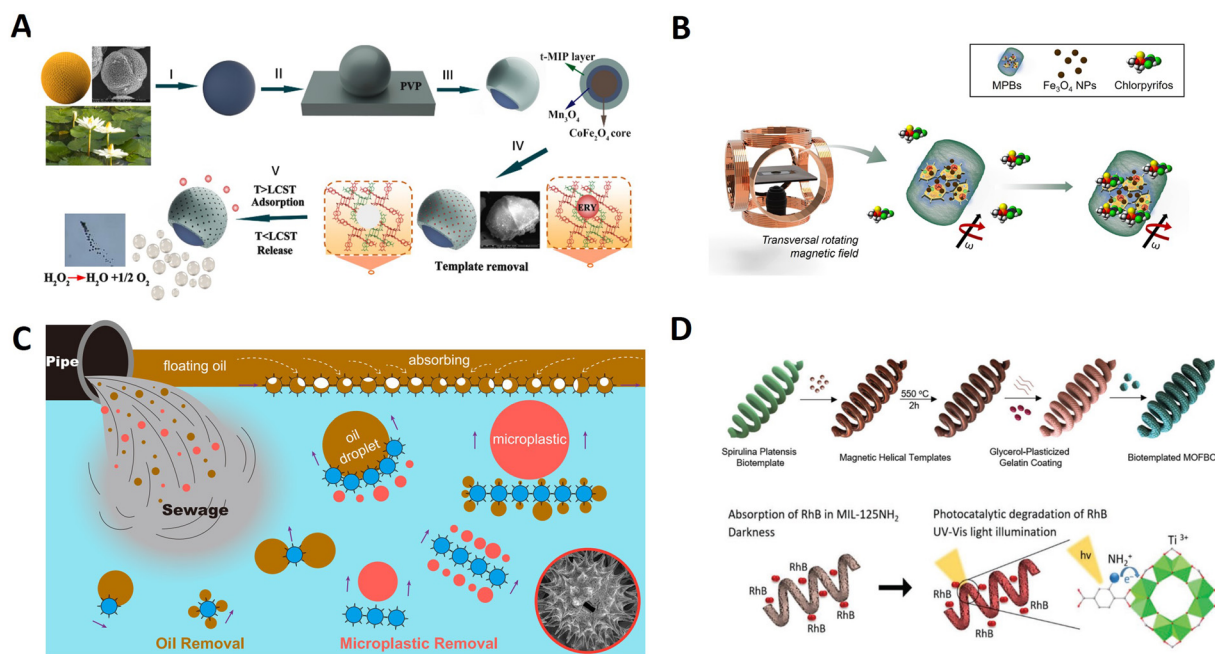 A
I
II
PVP
III
t-MIP
layer
Mn₃O₄
CoFe₂O₄ core
IV
ERY
Template removal
V
T>LCST
Adsorption
T<LCST
Release
H₂O₂→H₂O +1/2 O₂
B
MPBs
Fe₃O₄ NPs
Chlorpyrifos
Transversal rotating
magnetic field
ω
ω
C
Pipe
floating oil
absorbing
oil
droplet
microplastic
Sewage
Oil Removal
Microplastic Removal
D
550 °C
2h
Spirulina Platensis
Biotemplate
Magnetic Helical Templates
Glycerol-Plasticized
Gelatin Coating
Biotemplated MOFBOT
Absorption of RhB in MIL-125NH₂
Darkness
RhB
RhB
RhB
RhB
RhB
Photocatalytic degradation of RhB
UV-Vis light illumination
RhB
RhB
RhB
RhB
RhB
hv
NH₂⁺
e⁻
Ti ³⁺